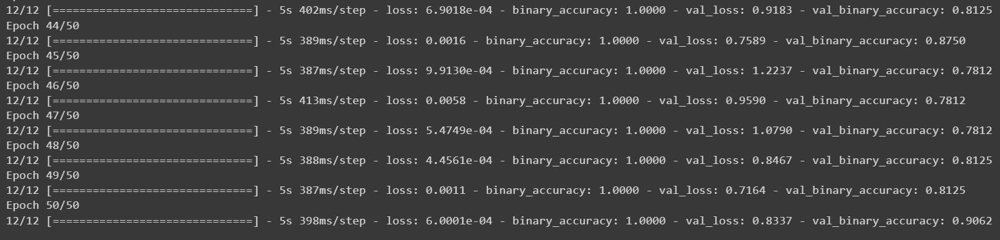 12/12 [==============================] - 5s 402ms/step - loss: 6.9018e-04 - binary_accuracy: 1.0000 - val_loss: 0.9183 - val_binary_accuracy: 0.8125
Epoch 44/50
12/12 [==============================] - 5s 389ms/step - loss: 0.0016 - binary_accuracy: 1.0000 - val_loss: 0.7589 - val_binary_accuracy: 0.8750
Epoch 45/50
12/12 [==============================] - 5s 387ms/step - loss: 9.9130e-04 - binary_accuracy: 1.0000 - val_loss: 1.2237 - val_binary_accuracy: 0.7812
Epoch 46/50
12/12 [==============================] - 5s 413ms/step - loss: 0.0058 - binary_accuracy: 1.0000 - val_loss: 0.9590 - val_binary_accuracy: 0.7812
Epoch 47/50
12/12 [==============================] - 5s 389ms/step - loss: 5.4749e-04 - binary_accuracy: 1.0000 - val_loss: 1.0790 - val_binary_accuracy: 0.7812
Epoch 48/50
12/12 [==============================] - 5s 388ms/step - loss: 4.4561e-04 - binary_accuracy: 1.0000 - val_loss: 0.8467 - val_binary_accuracy: 0.8125
Epoch 49/50
12/12 [==============================] - 5s 387ms/step - loss: 0.0011 - binary_accuracy: 1.0000 - val_loss: 0.7164 - val_binary_accuracy: 0.8125
Epoch 50/50
12/12 [==============================] - 5s 398ms/step - loss: 6.0001e-04 - binary_accuracy: 1.0000 - val_loss: 0.8337 - val_binary_accuracy: 0.9062